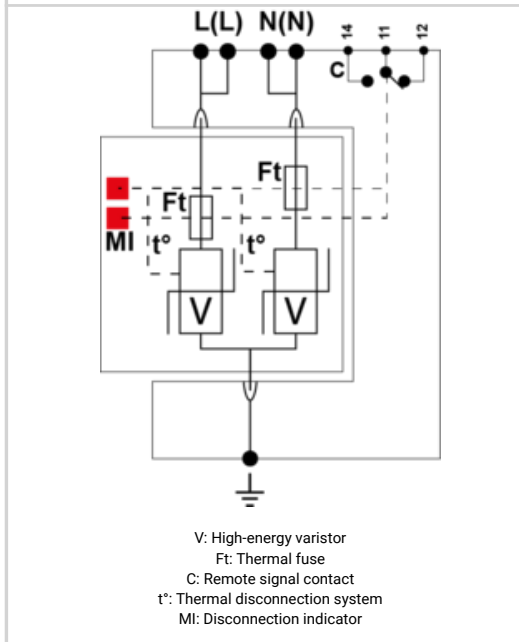 L(L) N(N)
14 11 12
C
Ft
Ft
MI t° t°
V V
V: High-energy varistor
Ft: Thermal fuse
C: Remote signal contact
t°: Thermal disconnection system
MI: Disconnection indicator